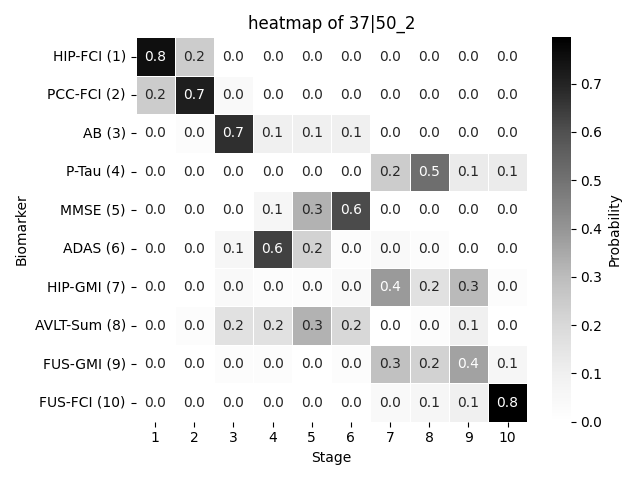 heatmap of 37|50_2
HIP-FCI (1) 0.8 0.2 0.0 0.0 0.0 0.0 0.0 0.0 0.0 0.0
PCC-FCI (2) 0.2 0.7 0.0 0.0 0.0 0.0 0.0 0.0 0.0 0.0
AB (3) 0.0 0.0 0.7 0.1 0.1 0.1 0.0 0.0 0.0 0.0
P-Tau (4) 0.0 0.0 0.0 0.0 0.0 0.0 0.2 0.5 0.1 0.1
MMSE (5) 0.0 0.0 0.0 0.1 0.3 0.6 0.0 0.0 0.0 0.0
ADAS (6) 0.0 0.0 0.1 0.6 0.2 0.0 0.0 0.0 0.0 0.0
HIP-GMI (7) 0.0 0.0 0.0 0.0 0.0 0.0 0.4 0.2 0.3 0.0
AVLT-Sum (8) 0.0 0.0 0.2 0.2 0.3 0.2 0.0 0.0 0.1 0.0
FUS-GMI (9) 0.0 0.0 0.0 0.0 0.0 0.0 0.3 0.2 0.4 0.1
FUS-FCI (10) 0.0 0.0 0.0 0.0 0.0 0.0 0.0 0.1 0.1 0.8
1 2 3 4 5 6 7 8 9 10
Stage
Biomarker
0.7
0.6
0.5
0.4
0.3
0.2
0.1
0.0
Probability